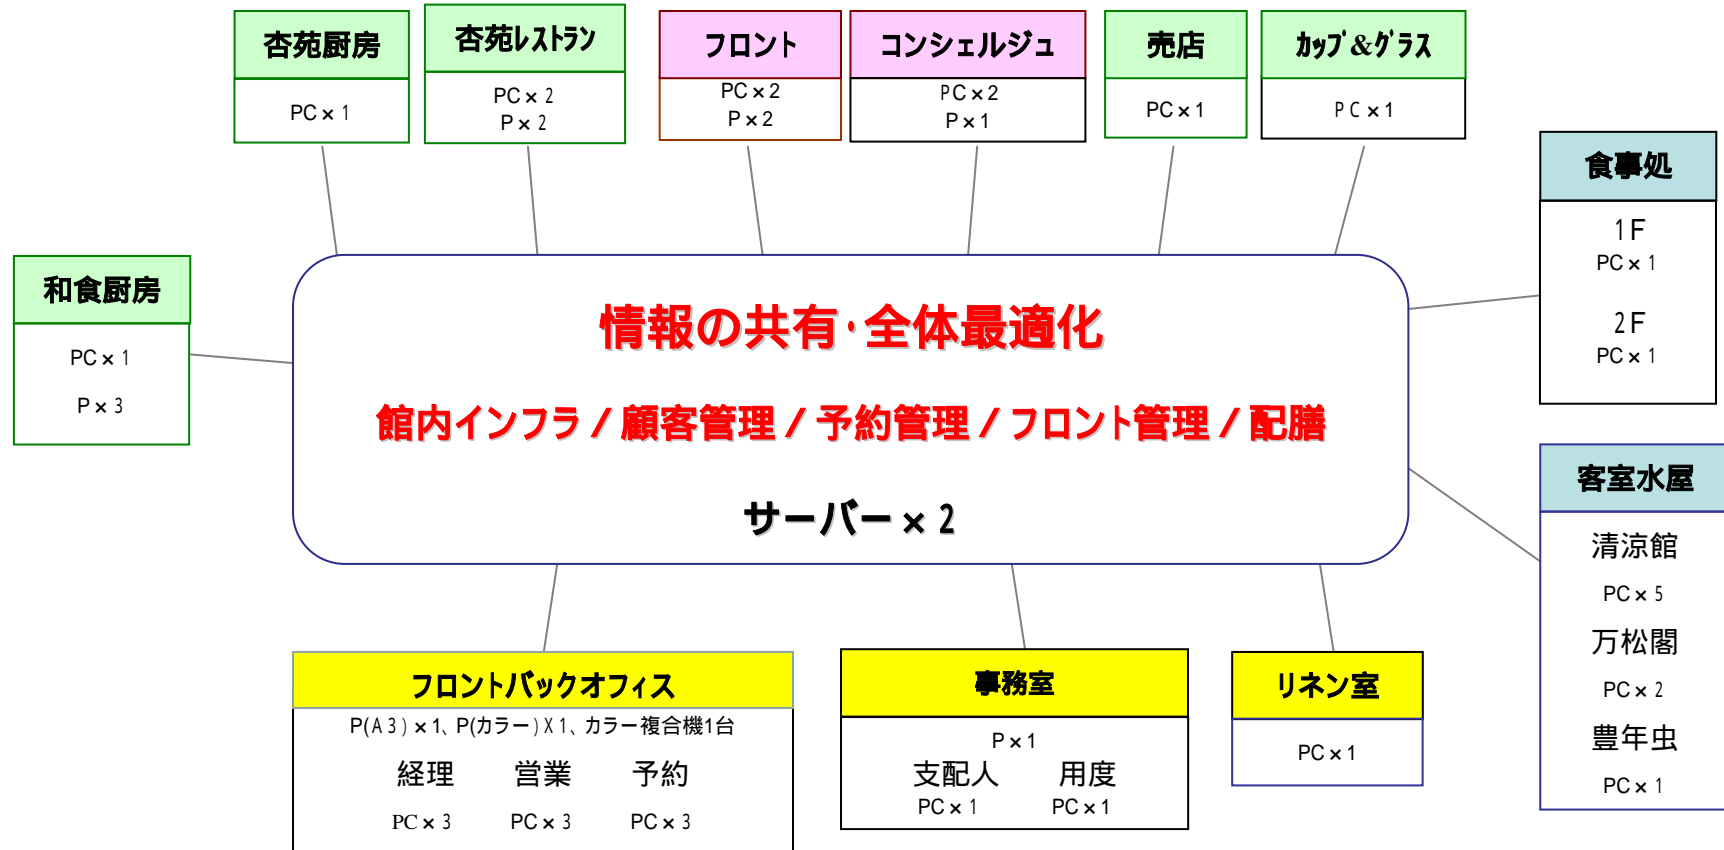 杏苑厨房
PC×1
杏苑ﾚｽﾄﾗﾝ
PC×2
P×2
フロント
PC×2
P×2
コンシェルジュ
PC×2
P×1
売店
PC×1
ｶｯﾌﾟ&ｸﾞﾗｽ
PC×1
食事処
1F
PC×1
2F
PC×1
和食厨房
PC×1
P×3
情報の共有・全体最適化
館内インフラ/顧客管理/予約管理/フロント管理/配膳
サーバー×2
客室水屋
清涼館
PC×5
万松閣
PC×2
豊年虫
PC×1
フロントバックオフィス
P(A3)×1、P(カラー)X1、カラー複合機1台
経理 営業 予約
PC×3 PC×3 PC×3
事務室
P×1
支配人 用度
PC×1 PC×1
リネン室
PC×1